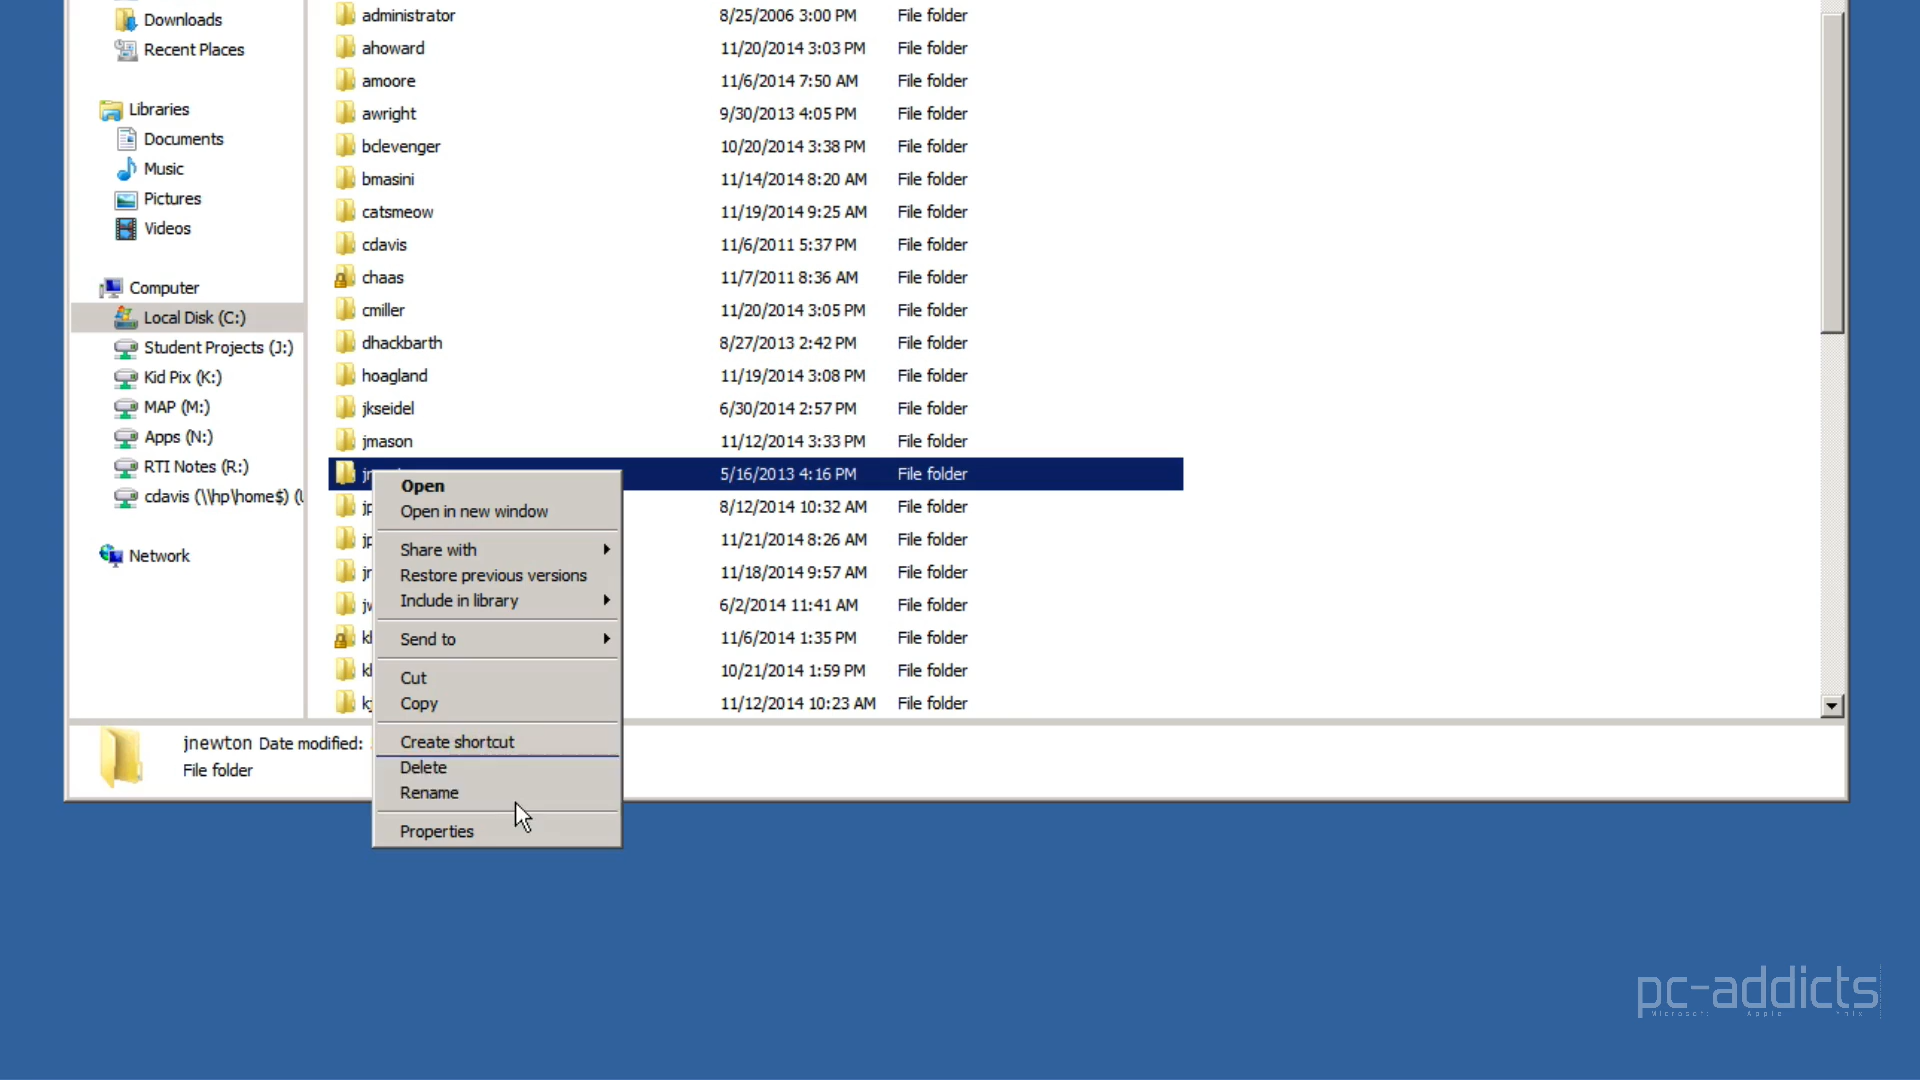 Downloads
Recent Places
Libraries
Documents
Music
Pictures
Videos
Computer
Local Disk (C:)
Student Projects (J:)
Kid Pix (K:)
MAP (M:)
Apps (N:)
RTI Notes (R:)
cdavis (\\hp\home$) (
Network
administrator 8/25/2006 3:00 PM File folder
ahoward 11/20/2014 3:03 PM File folder
amoore 11/6/2014 7:50 AM File folder
awright 9/30/2013 4:05 PM File folder
bclevenger 10/20/2014 3:38 PM File folder
bmasini 11/14/2014 8:20 AM File folder
catsmeow 11/19/2014 9:25 AM File folder
cdavis 11/6/2011 5:37 PM File folder
chaas 11/7/2011 8:36 AM File folder
cmiller 11/20/2014 3:05 PM File folder
dhackbarth 8/27/2013 2:42 PM File folder
hoagland 11/19/2014 3:08 PM File folder
jkseidel 6/30/2014 2:57 PM File folder
jmason 11/12/2014 3:33 PM File folder
5/16/2013 4:16 PM File folder
8/12/2014 10:32 AM File folder
11/21/2014 8:26 AM File folder
11/18/2014 9:57 AM File folder
6/2/2014 11:41 AM File folder
11/6/2014 1:35 PM File folder
10/21/2014 1:59 PM File folder
11/12/2014 10:23 AM File folder
Open
Open in new window
Share with
Restore previous versions
Include in library
Send to
Cut
Copy
Create shortcut
Delete
Rename
Properties
jnewton Date modified:
File folder
pc-addicts
Microsoft Apple